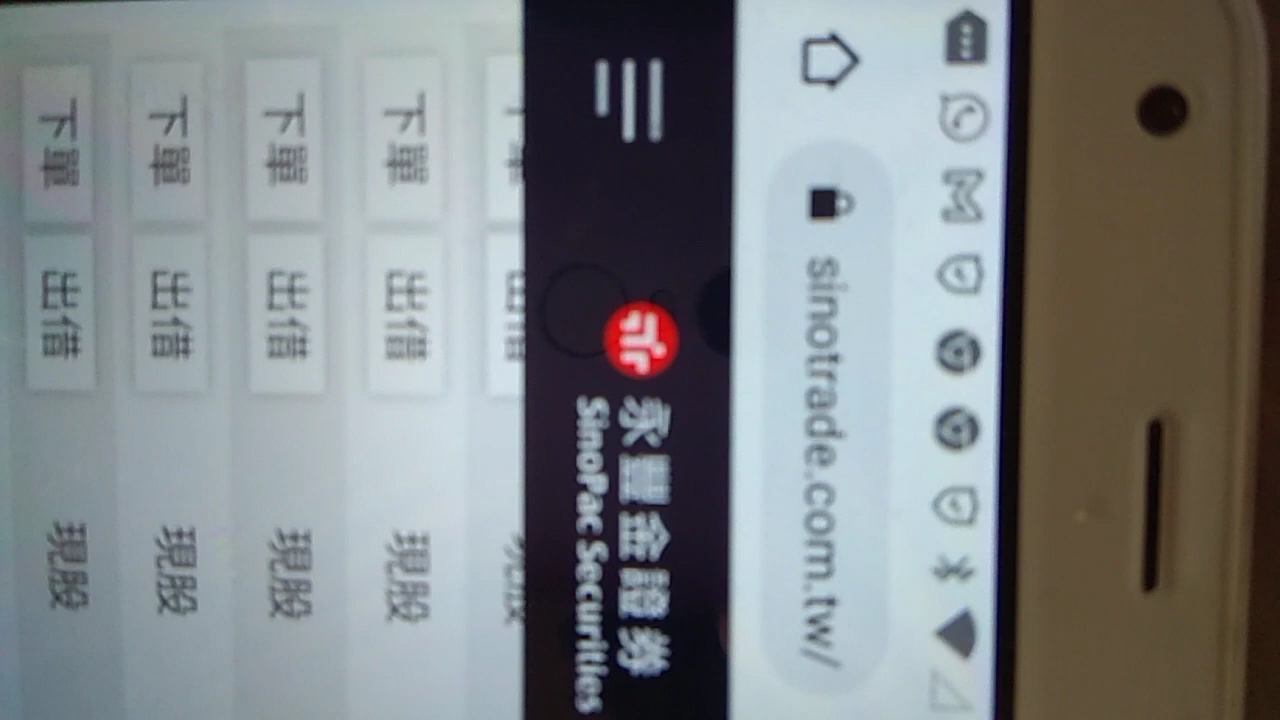 sinotrade.com.tw/
永豐金證券
SinoPac Securities
下單 出借 現股
下單 出借 現股
下單 出借 現股
下單 出借 現股